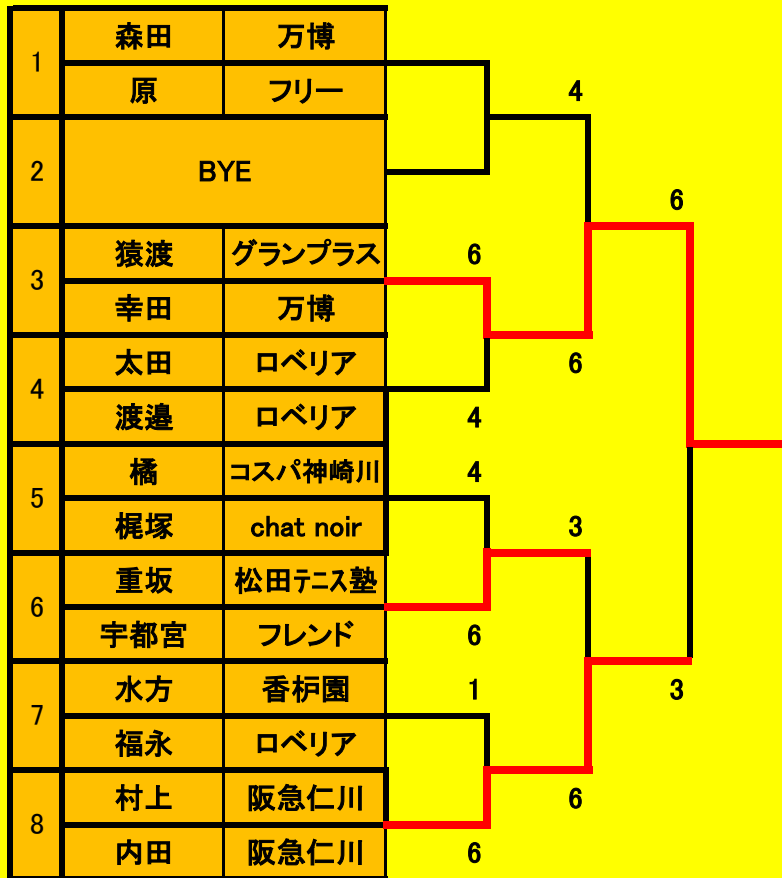 1 森田 万博
原 フリー
4
2 BYE
6
3 猿渡 グランプラス 6
幸田 万博
4 太田 ロベリア 6
渡邉 ロベリア 4
5 橘 コスパ神崎川 4
梶塚 chat noir 3
6 重坂 松田テニス塾
宇都宮 フレンド 6
7 水方 香枦園 1 3
福永 ロベリア
8 村上 阪急仁川 6
内田 阪急仁川 6